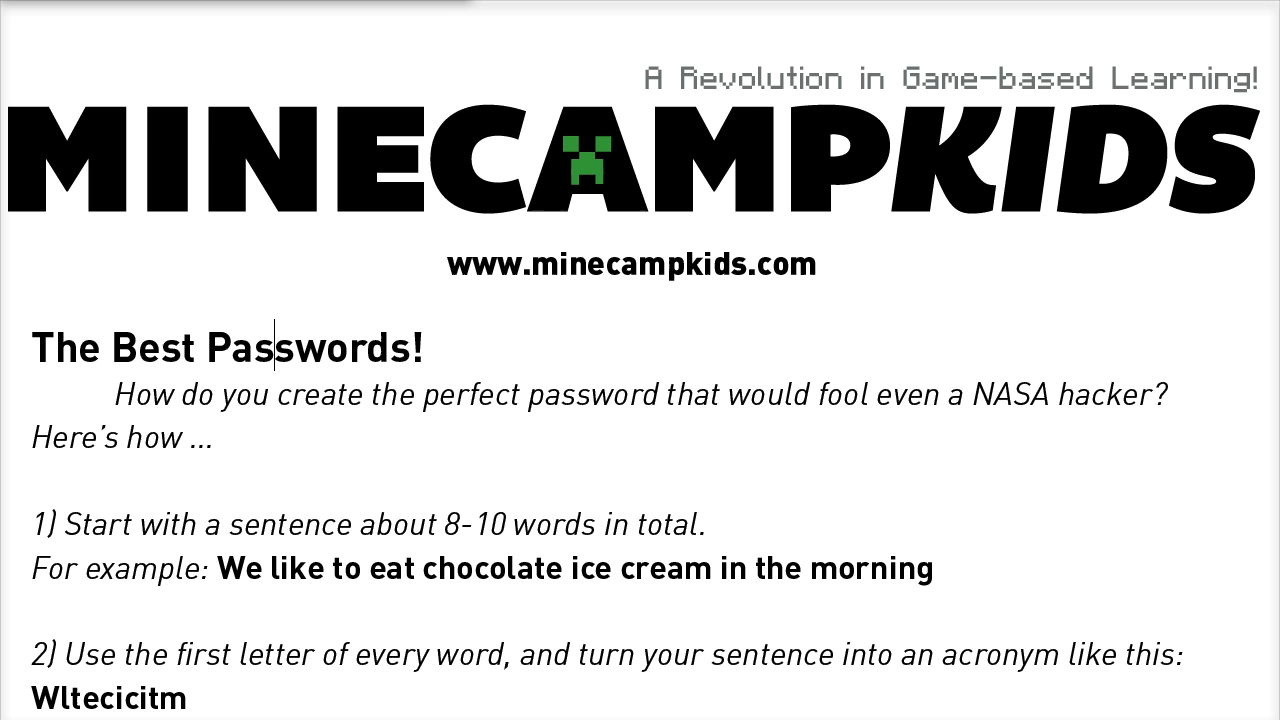 A Revolution in Game-based Learning!
MINECAMPKIDS
www.minecampkids.com
The Best Passwords!
How do you create the perfect password that would fool even a NASA hacker?
Here’s how ...
1) Start with a sentence about 8-10 words in total.
For example: We like to eat chocolate ice cream in the morning
2) Use the first letter of every word, and turn your sentence into an acronym like this:
Wltecicitm